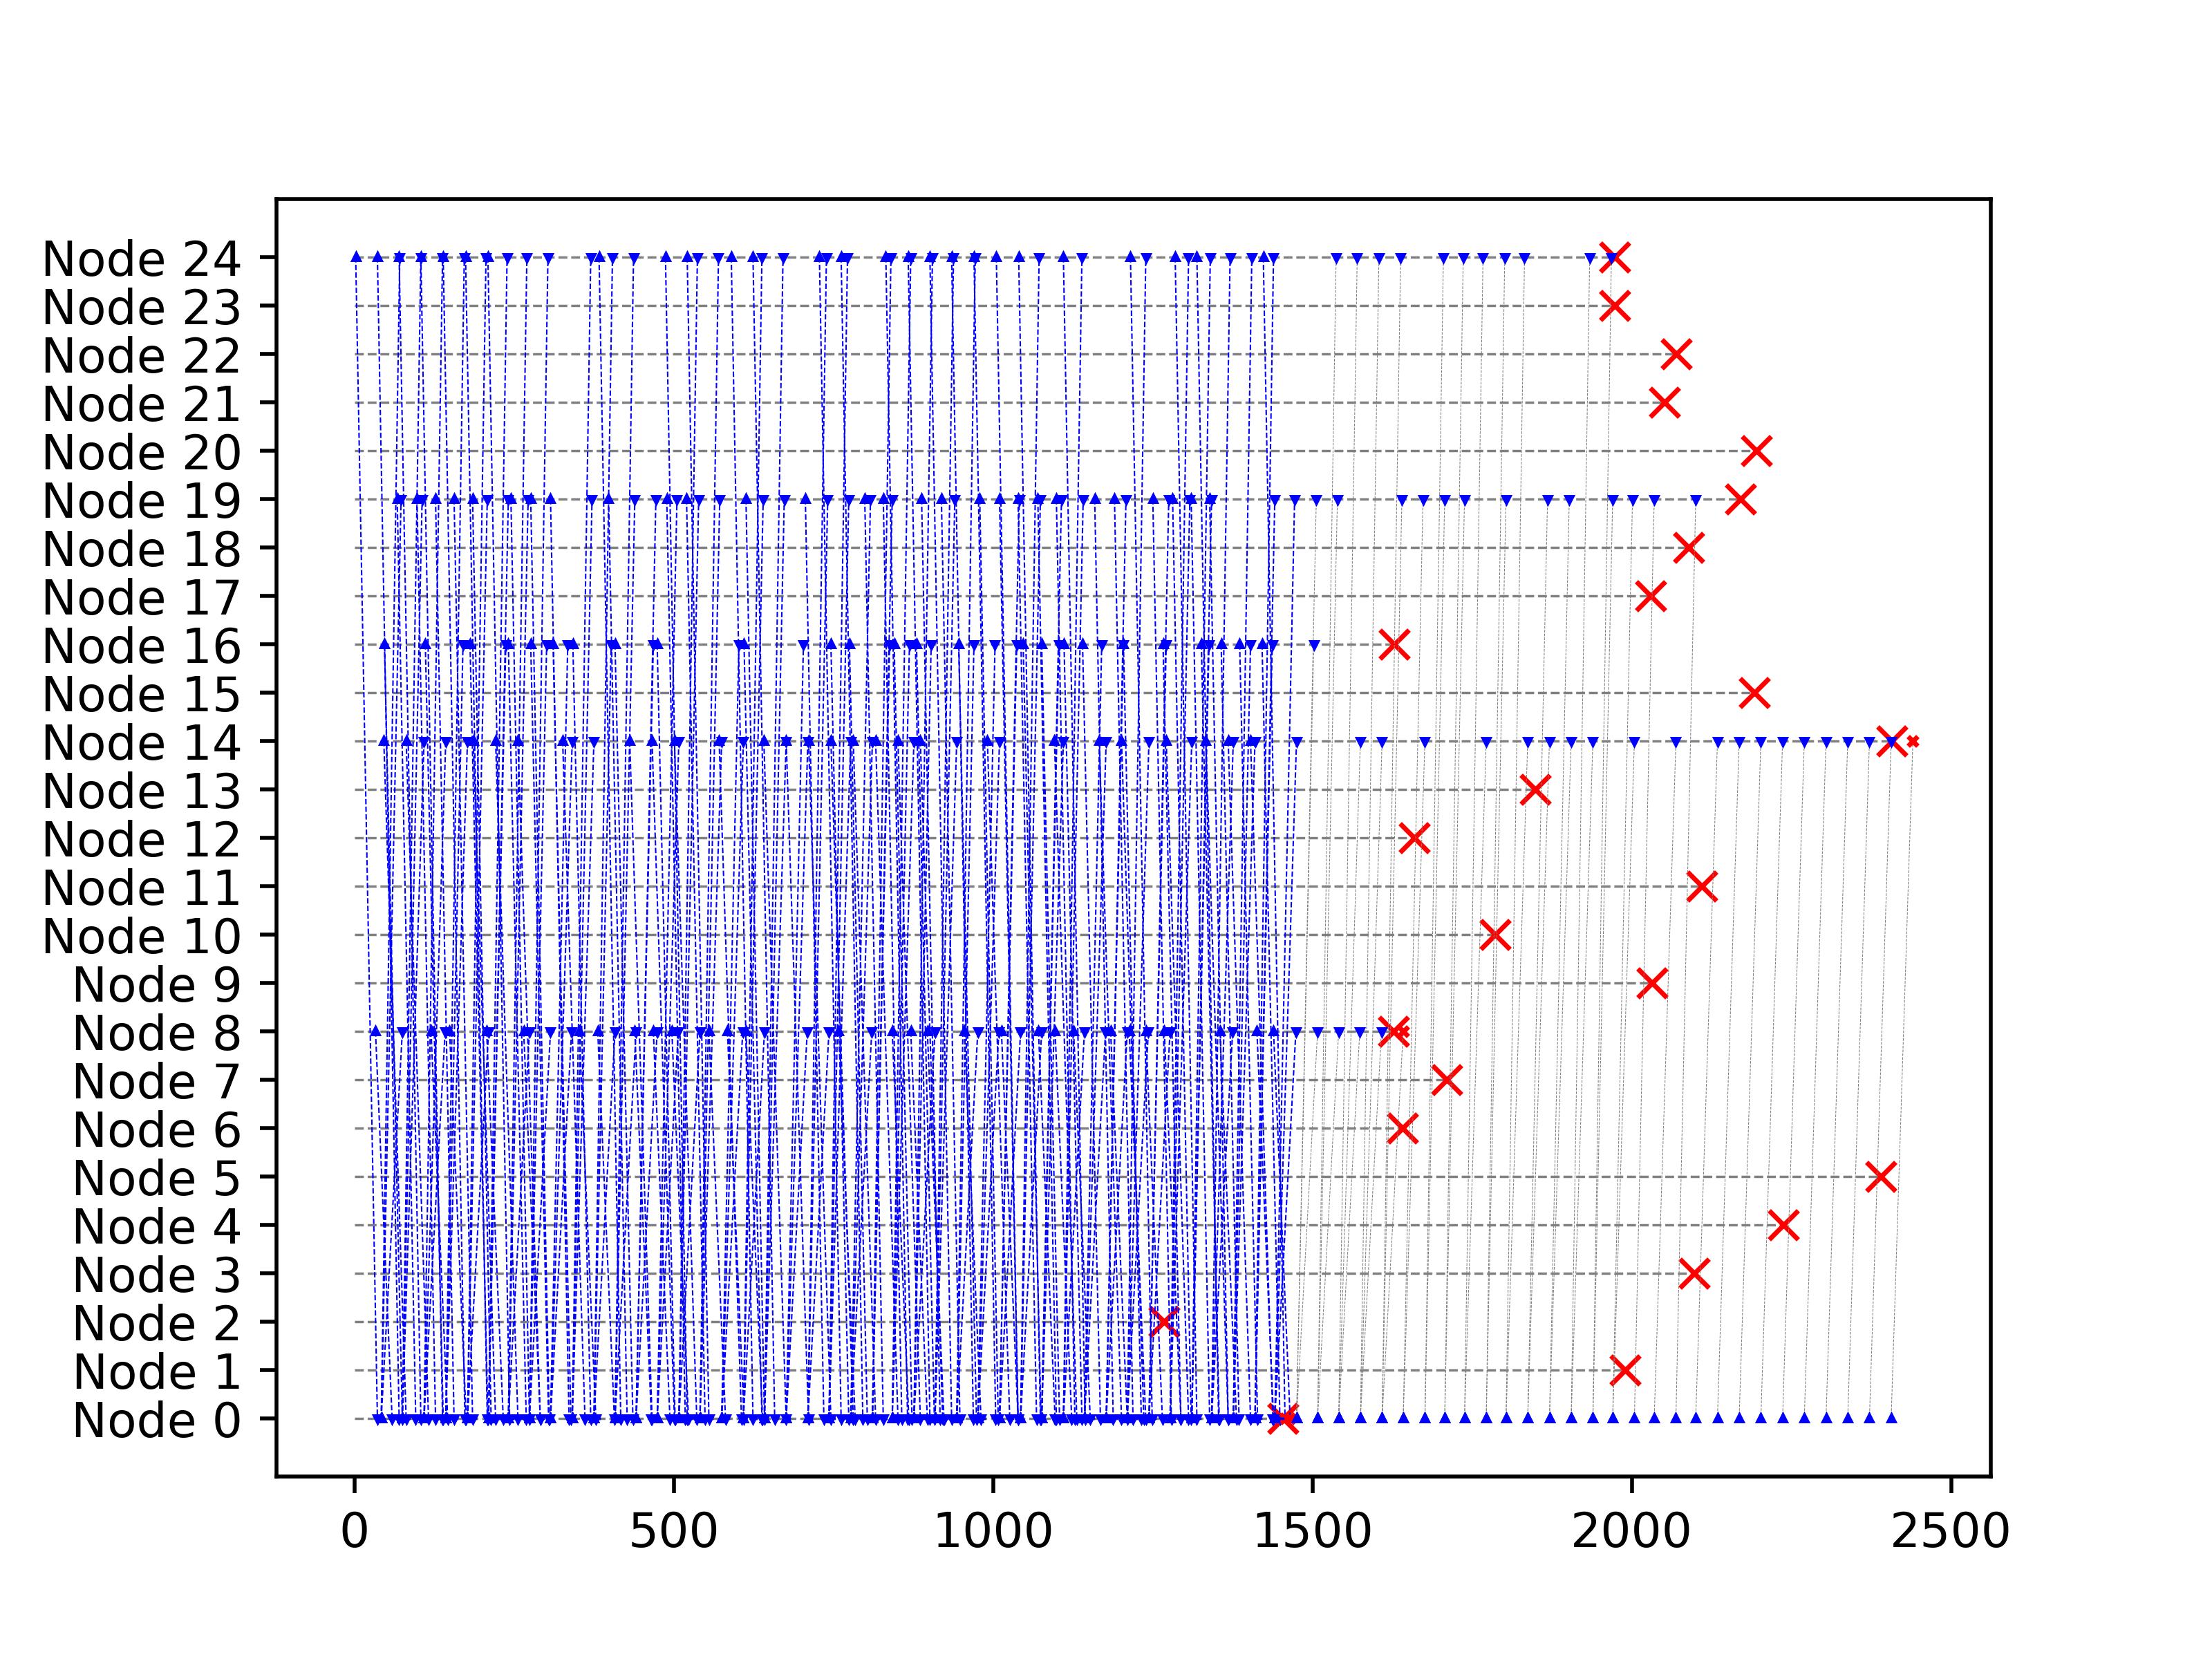 Node 24
Node 23
Node 22
Node 21
Node 20
Node 19
Node 18
Node 17
Node 16
Node 15
Node 14
Node 13
Node 12
Node 11
Node 10
Node 9
Node 8
Node 7
Node 6
Node 5
Node 4
Node 3
Node 2
Node 1
Node 0
0 500 1000 1500 2000 2500